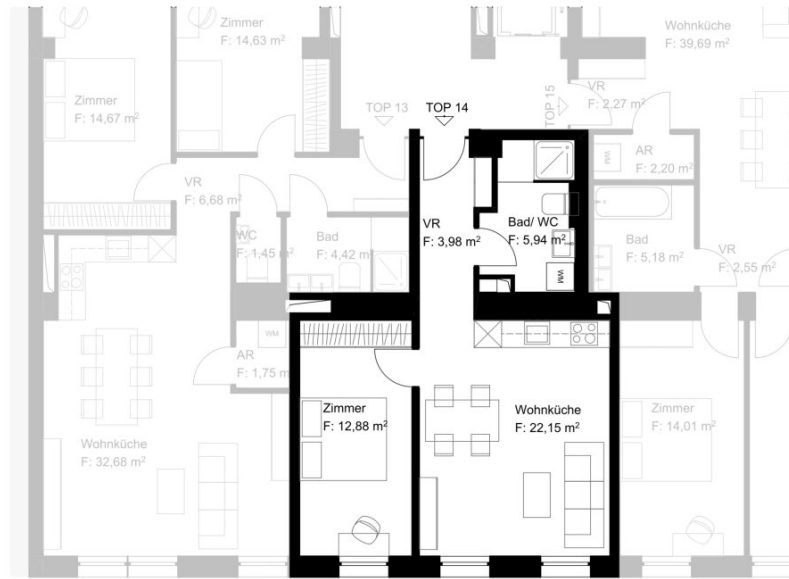 Zimmer
F: 14,63 m²
Wohnküche
F: 39,69 m²
Zimmer
F: 14,67 m²
TOP 13
TOP 14
TOP 15
VR
F: 2,27 m²
AR
F: 2,20 m²
WM
VR
F: 6,68 m²
WC
F: 1,45 m²
Bad
F: 4,42 m²
VR
F: 3,98 m²
Bad/ WC
F: 5,94 m²
WM
Bad
F: 5,18 m²
VR
F: 2,55 m²
AR
F: 1,75 m²
WM
Zimmer
F: 12,88 m²
Wohnküche
F: 22,15 m²
Zimmer
F: 14,01 m²
Wohnküche
F: 32,68 m²